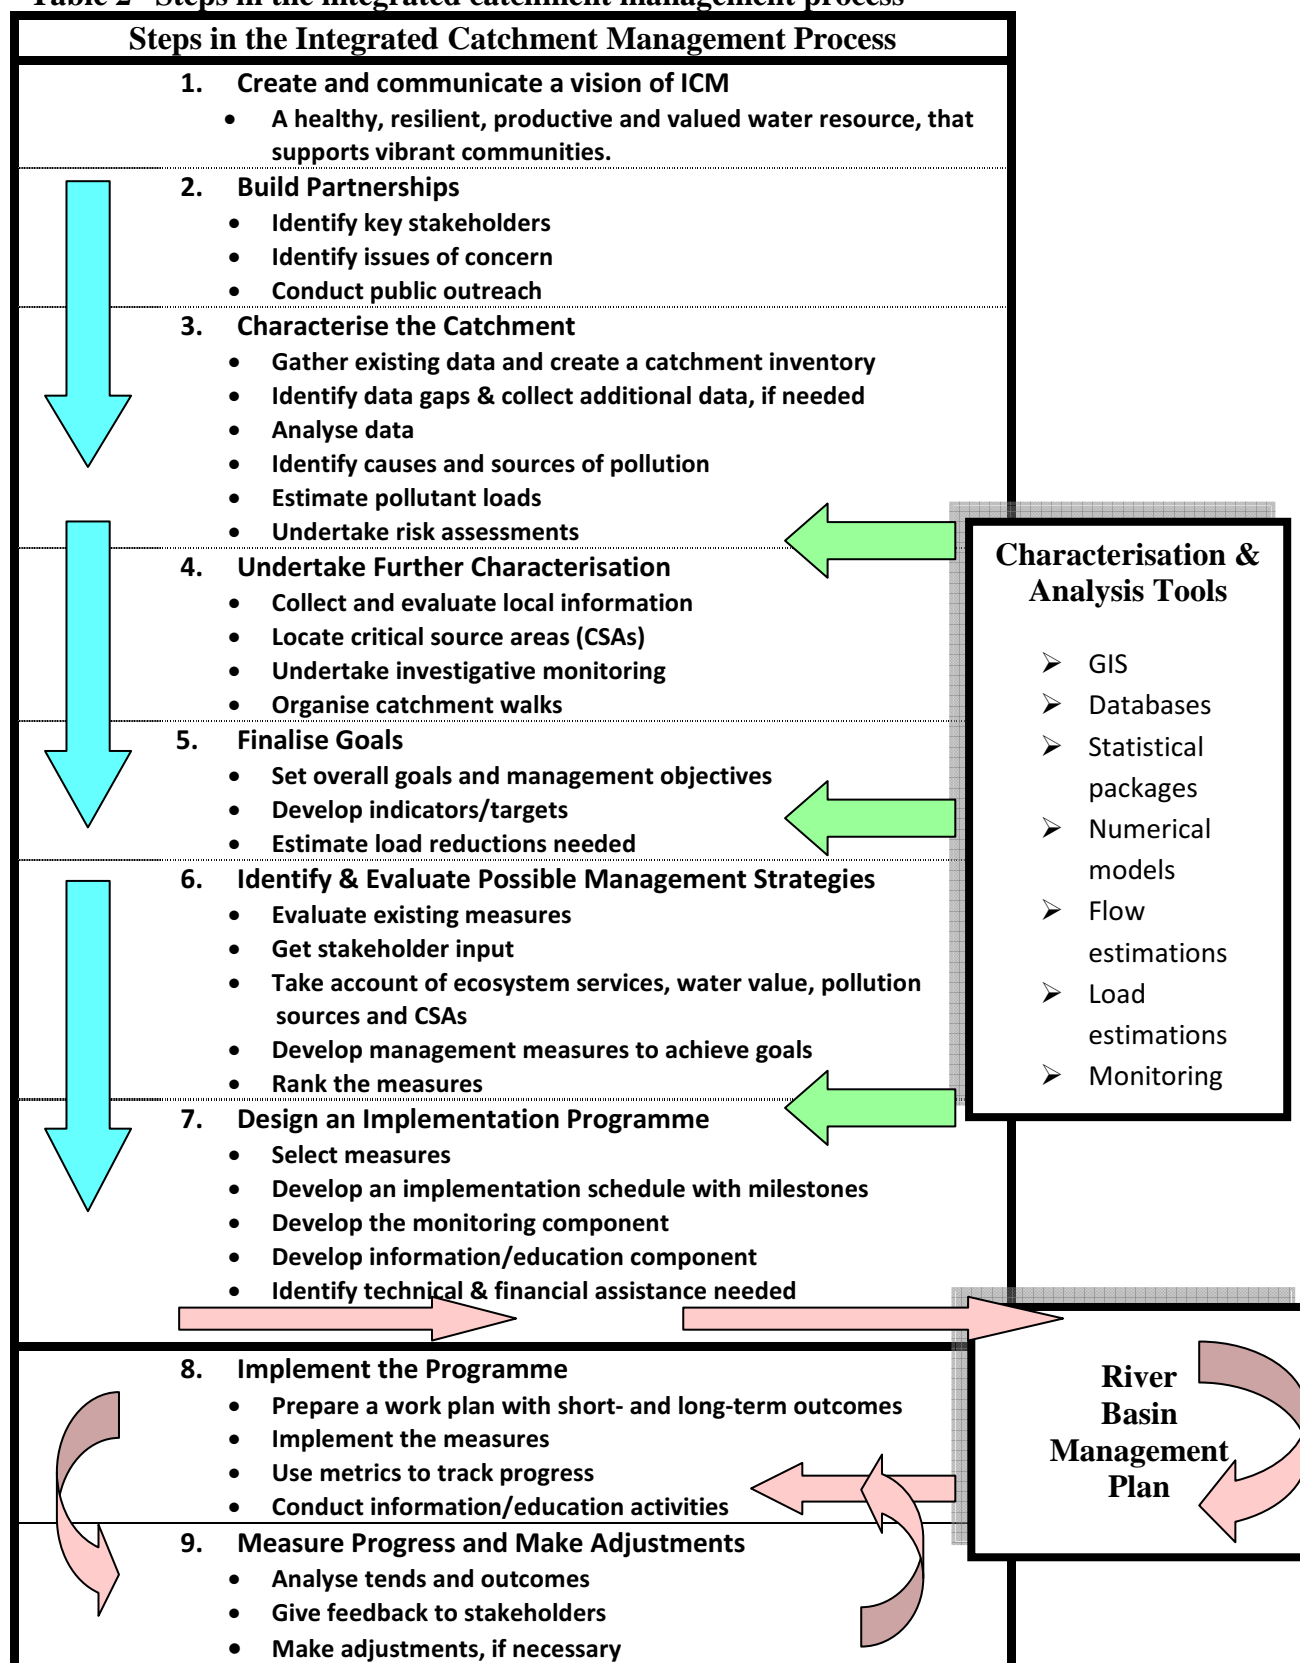 Table 2 Steps in the integrated catchment management process
Steps in the Integrated Catchment Management Process
1. Create and communicate a vision of ICM
• A healthy, resilient, productive and valued water resource, that
supports vibrant communities.
2. Build Partnerships
• Identify key stakeholders
• Identify issues of concern
• Conduct public outreach
3. Characterise the Catchment
• Gather existing data and create a catchment inventory
• Identify data gaps & collect additional data, if needed
• Analyse data
• Identify causes and sources of pollution
• Estimate pollutant loads
• Undertake risk assessments
4. Undertake Further Characterisation
• Collect and evaluate local information
• Locate critical source areas (CSAs)
• Undertake investigative monitoring
• Organise catchment walks
5. Finalise Goals
• Set overall goals and management objectives
• Develop indicators/targets
• Estimate load reductions needed
6. Identify & Evaluate Possible Management Strategies
• Evaluate existing measures
• Get stakeholder input
• Take account of ecosystem services, water value, pollution
sources and CSAs
• Develop management measures to achieve goals
• Rank the measures
7. Design an Implementation Programme
• Select measures
• Develop an implementation schedule with milestones
• Develop the monitoring component
• Develop information/education component
• Identify technical & financial assistance needed
8. Implement the Programme
• Prepare a work plan with short- and long-term outcomes
• Implement the measures
• Use metrics to track progress
• Conduct information/education activities
9. Measure Progress and Make Adjustments
• Analyse tends and outcomes
• Give feedback to stakeholders
• Make adjustments, if necessary
Characterisation &
Analysis Tools
➢ GIS
➢ Databases
➢ Statistical
packages
➢ Numerical
models
➢ Flow
estimations
➢ Load
estimations
➢ Monitoring
River
Basin
Management
Plan